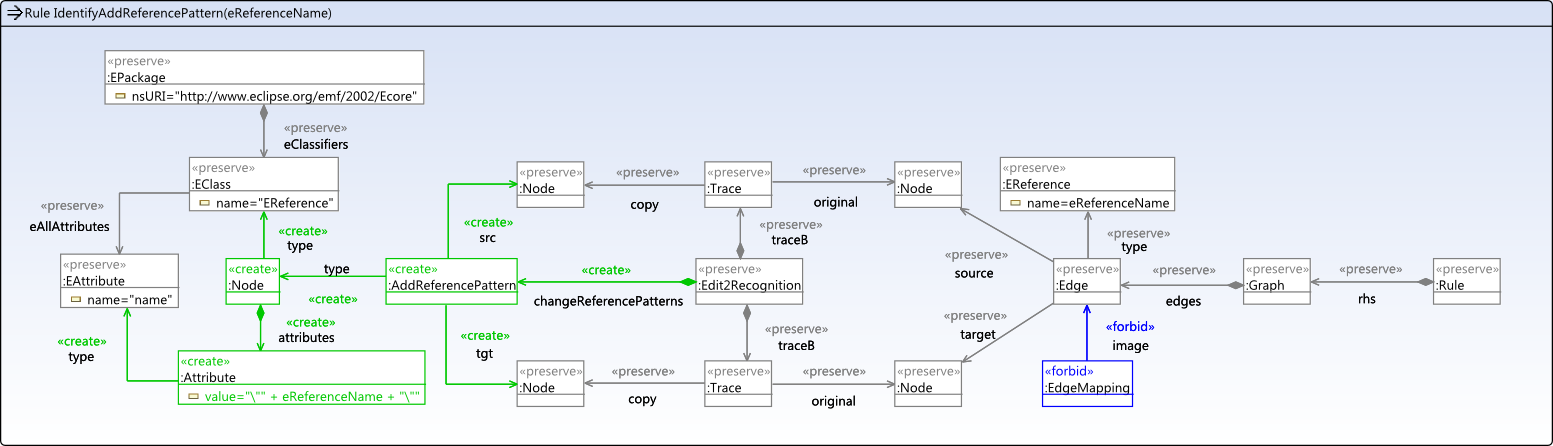 Rule IdentifyAddReferencePattern(eReferenceName)
«preserve»
:EPackage
nsURI="http://www.eclipse.org/emf/2002/Ecore"
«preserve»
eClassifiers
«preserve»
:EClass
name="EReference"
«preserve»
eAllAttributes
«preserve»
:EAttribute
name="name"
«create»
type
«create»
:Node
type
«create»
«create»
attributes
«create»
type
«create»
:Attribute
value="\"" + eReferenceName + "\""
«create»
:AddReferencePattern
«create»
src
«create»
tgt
«preserve»
:Node
«preserve»
copy
«preserve»
:Trace
«preserve»
original
«preserve»
:Node
«preserve»
:EReference
name=eReferenceName
«preserve»
traceB
«create»
changeReferencePatterns
«preserve»
:Edit2Recognition
«preserve»
traceB
«preserve»
source
«preserve»
type
«preserve»
:Edge
«preserve»
edges
«preserve»
:Graph
«preserve»
rhs
«preserve»
:Rule
«preserve»
target
«forbid»
image
«forbid»
:EdgeMapping
«preserve»
:Node
«preserve»
copy
«preserve»
:Trace
«preserve»
original
«preserve»
:Node